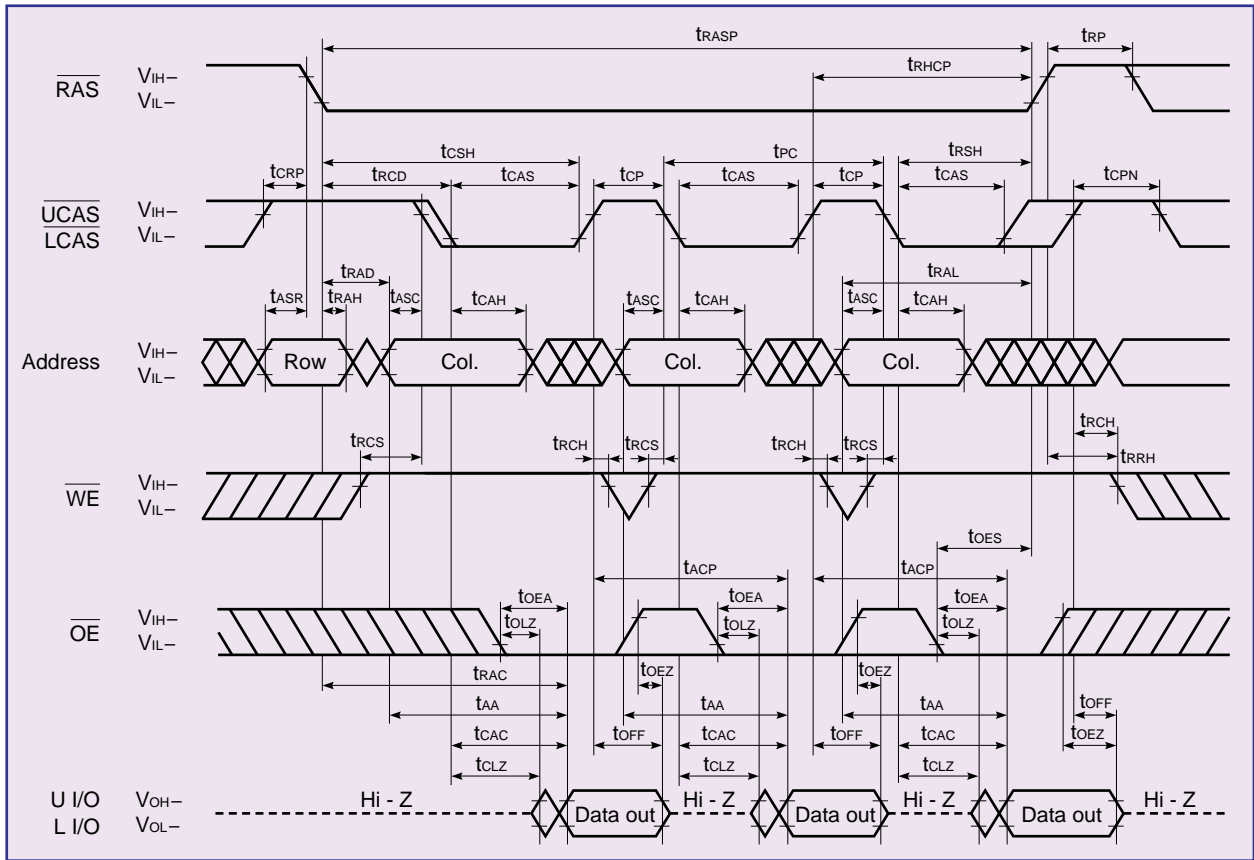 tRASP tRP
tRHCP
RAS VIH–
VIL–
tCSH tPC tRSH
tCRP tRCD tCAS tCP tCAS tCP tCAS tCPN
UCAS VIH–
LCAS VIL–
tRAD tRAL
tASR tRAH tASC tCAH tASC tCAH tASC tCAH
Address VIH–
VIL–
Row Col. Col. Col.
tRCS tRCH tRCS tRCH tRCS tRCH
tRRH
WE VIH–
VIL–
tOES
tACP tACP
tOEA tOEA tOEA
OE VIH–
VIL–
tOLZ tOLZ tOLZ
tRAC tOEZ tOEZ
tAA tAA tAA tOFF
tCAC tOFF tCAC tOFF tCAC tOEZ
tCLZ tCLZ tCLZ
U I/O VOH–
L I/O VOL–
Hi - Z Data out Hi - Z Data out Hi - Z Data out Hi - Z